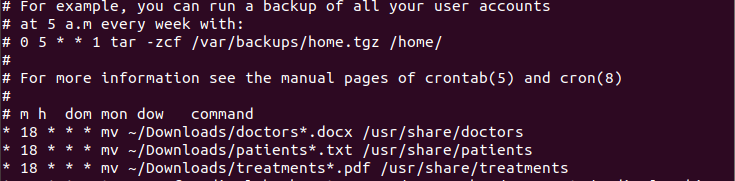 # For example, you can run a backup of all your user accounts
# at 5 a.m every week with:
# 0 5 * * 1 tar -zcf /var/backups/home.tgz /home/
#
# For more information see the manual pages of crontab(5) and cron(8)
#
# m h  dom mon dow   command
* 18 * * * mv ~/Downloads/doctors*.docx /usr/share/doctors
* 18 * * * mv ~/Downloads/patients*.txt /usr/share/patients
* 18 * * * mv ~/Downloads/treatments*.pdf /usr/share/treatments